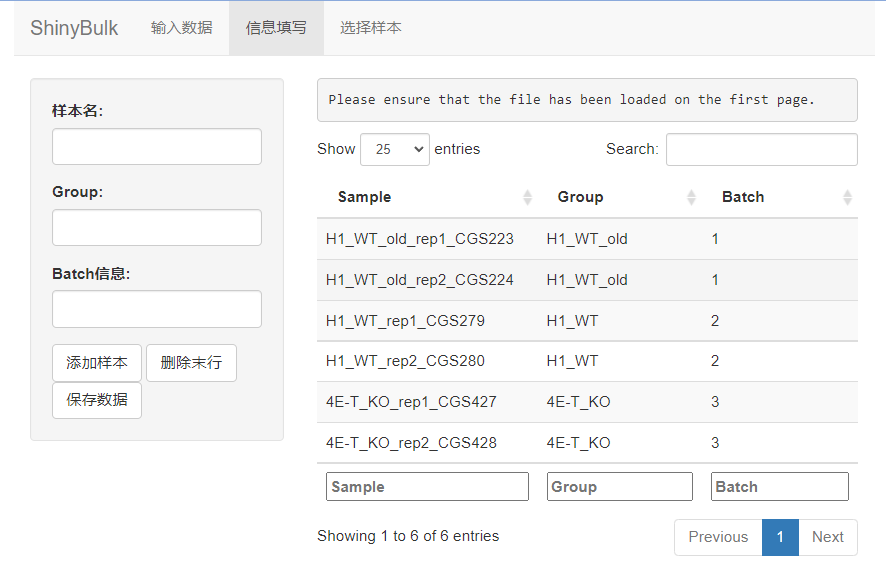 ShinyBulk 输入数据 信息填写 选择样本
样本名:
Group:
Batch信息:
添加样本 删除末行
保存数据
Please ensure that the file has been loaded on the first page.
Show 25 entries Search:
Sample Group Batch
H1_WT_old_rep1_CGS223 H1_WT_old 1
H1_WT_old_rep2_CGS224 H1_WT_old 1
H1_WT_rep1_CGS279 H1_WT 2
H1_WT_rep2_CGS280 H1_WT 2
4E-T_KO_rep1_CGS427 4E-T_KO 3
4E-T_KO_rep2_CGS428 4E-T_KO 3
Sample Group Batch
Showing 1 to 6 of 6 entries Previous 1 Next